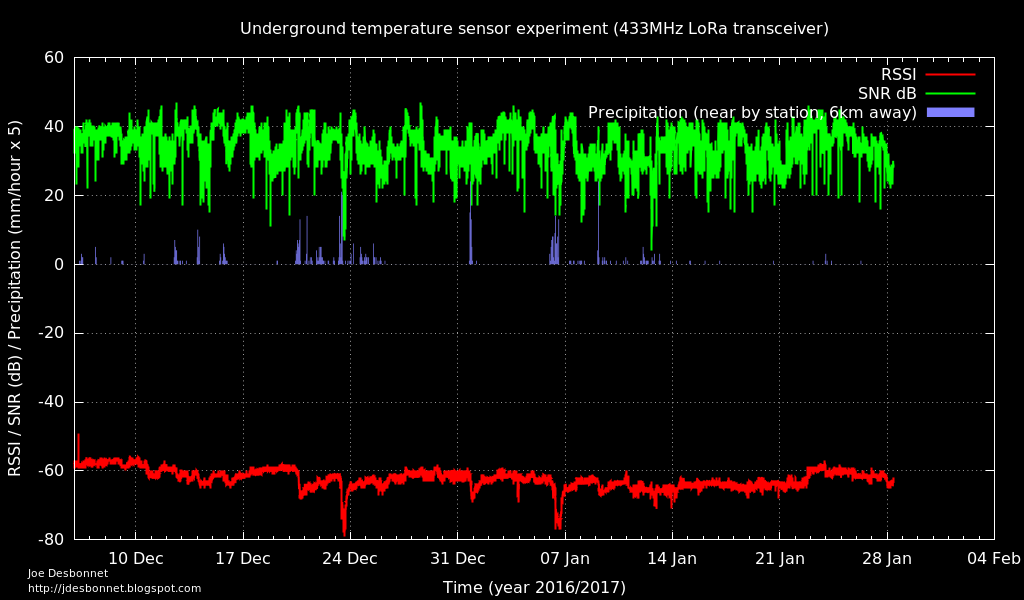 Underground temperature sensor experiment (433MHz LoRa transceiver)
RSSI
SNR dB
Precipitation (near by station, 6km away)
RSSI / SNR (dB) / Precipitation (mm/hour x 5)
60
40
20
0
-20
-40
-60
-80
10 Dec 17 Dec 24 Dec 31 Dec 07 Jan 14 Jan 21 Jan 28 Jan 04 Feb
Time (year 2016/2017)
Joe Desbonnet
http://jdesbonnet.blogspot.com